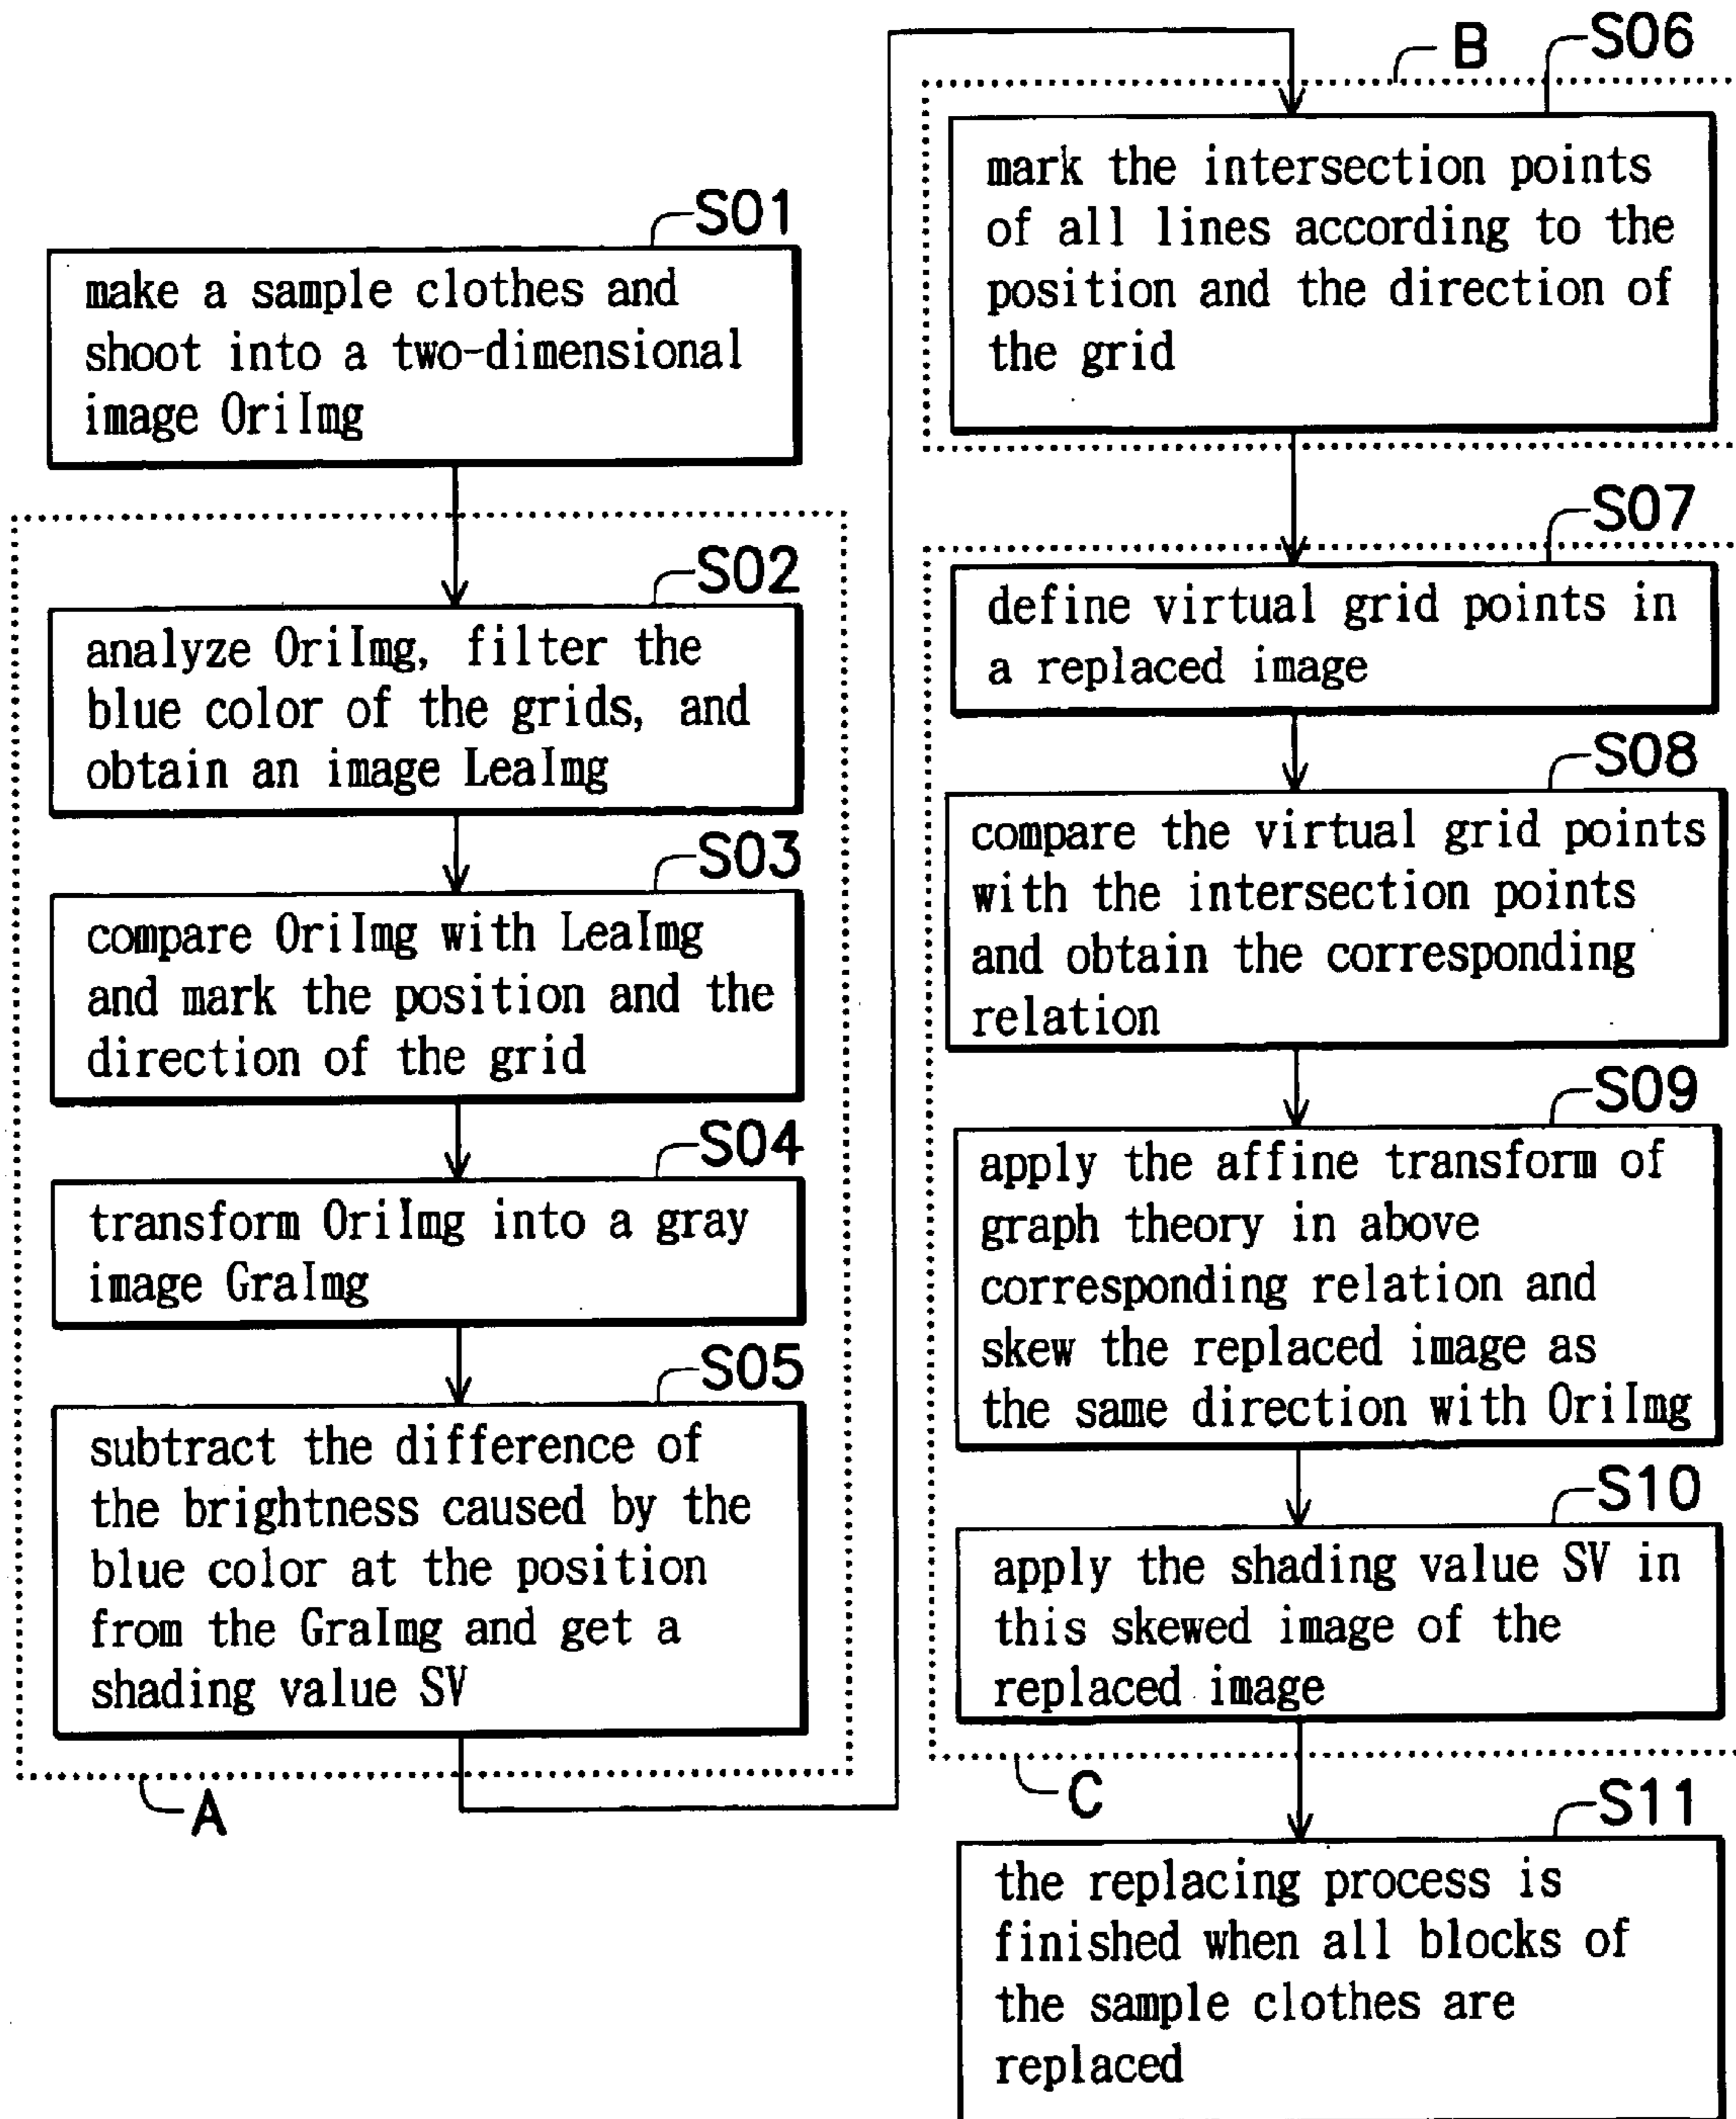 S01
make a sample clothes and
shoot into a two-dimensional
image OriImg
S02
analyze OriImg, filter the
blue color of the grids, and
obtain an image LeaImg
S03
compare OriImg with LeaImg
and mark the position and the
direction of the grid
S04
transform OriImg into a gray
image GraImg
S05
subtract the difference of
the brightness caused by the
blue color at the position
from the GraImg and get a
shading value SV
A
B
S06
mark the intersection points
of all lines according to the
position and the direction of
the grid
S07
define virtual grid points in
a replaced image
S08
compare the virtual grid points
with the intersection points
and obtain the corresponding
relation
S09
apply the affine transform of
graph theory in above
corresponding relation and
skew the replaced image as
the same direction with OriImg
S10
apply the shading value SV in
this skewed image of the
replaced image
C
S11
the replacing process is
finished when all blocks of
the sample clothes are
replaced